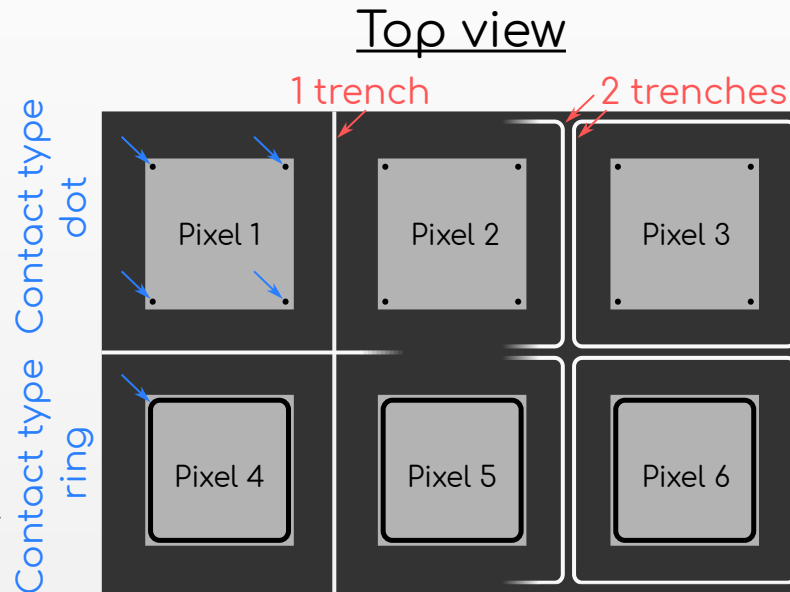 Top view
1 trench
2 trenches
Contact type
dot
Pixel 1
Pixel 2
Pixel 3
Contact type
ring
Pixel 4
Pixel 5
Pixel 6